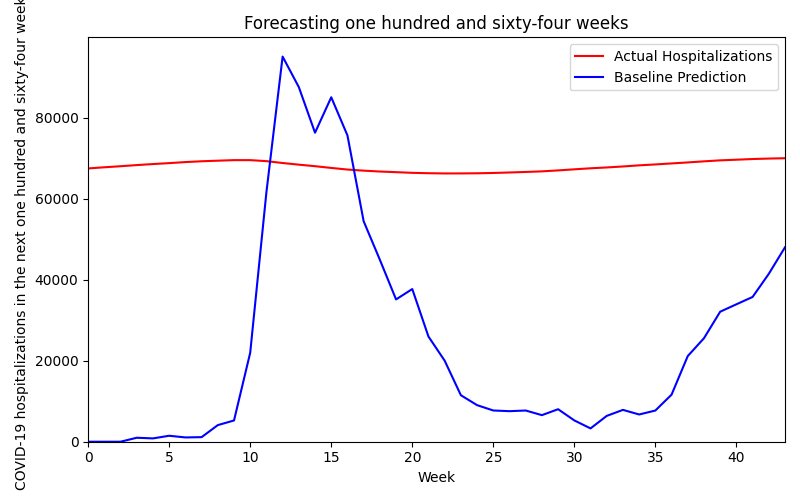 Forecasting one hundred and sixty-four weeks
COVID-19 hospitalizations in the next one hundred and sixty-four week
80000
60000
40000
20000
0
Actual Hospitalizations
Baseline Prediction
0 5 10 15 20 25 30 35 40
Week